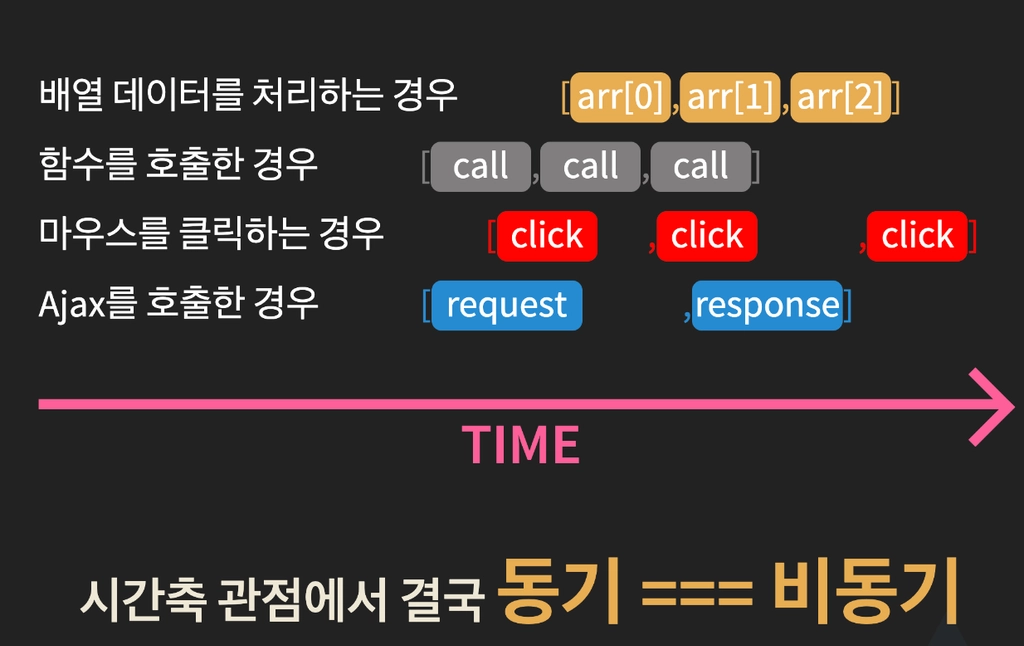 배열 데이터를 처리하는 경우 [arr[0],arr[1],arr[2]]
함수를 호출한 경우 [call,call,call]
마우스를 클릭하는 경우 [click ,click ,click]
Ajax를 호출한 경우 [request ,response]
TIME
시간축 관점에서 결국 동기 === 비동기